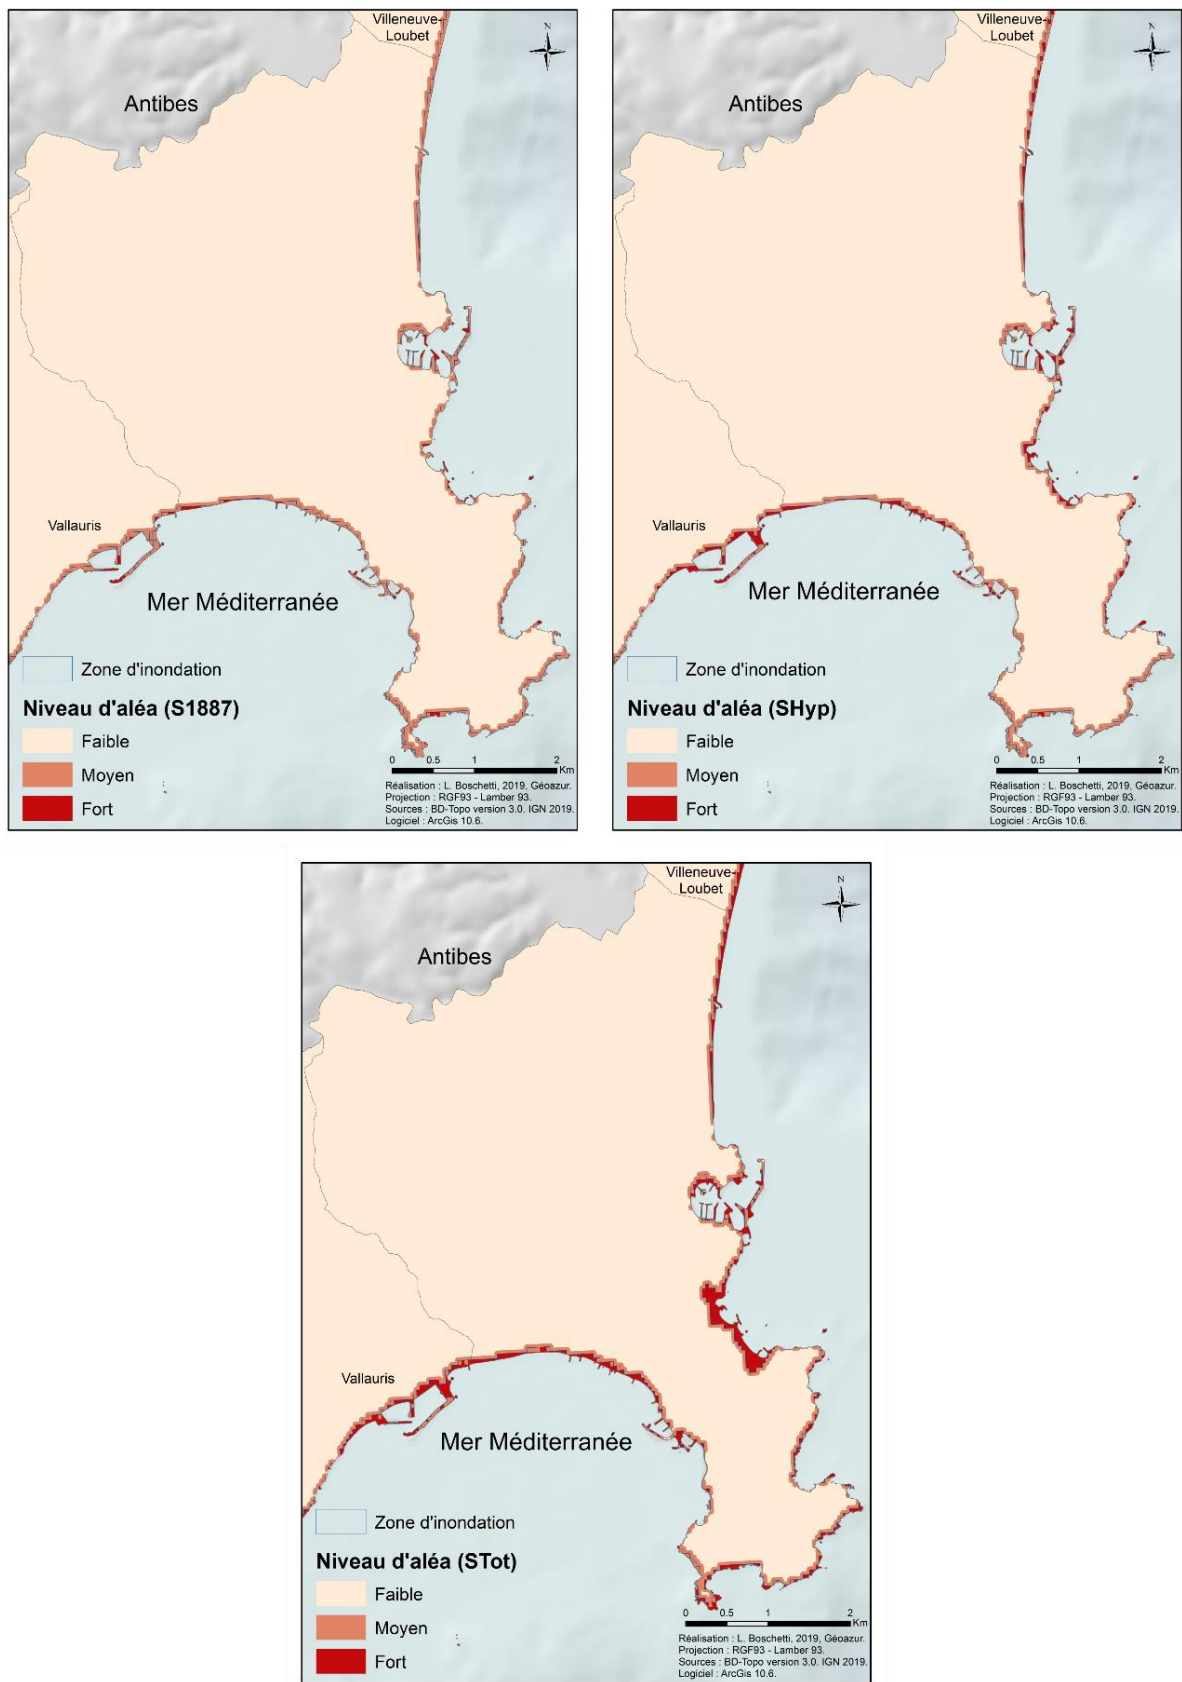 Villeneuve-
Loubet
N
Antibes
Vallauris
Mer Méditerranée
Zone d'inondation
Niveau d'aléa (S1887)
Faible
Moyen
Fort
0 0.5 1 2
Km
Réalisation : L. Boschetti, 2019, Géoazur.
Projection : RGF93 - Lamber 93.
Sources : BD-Topo version 3.0. IGN 2019.
Logiciel : ArcGis 10.6.
Villeneuve-
Loubet
N
Antibes
Vallauris
Mer Méditerranée
Zone d'inondation
Niveau d'aléa (SHyp)
Faible
Moyen
Fort
0 0.5 1 2
Km
Réalisation : L. Boschetti, 2019, Géoazur.
Projection : RGF93 - Lamber 93.
Sources : BD-Topo version 3.0. IGN 2019.
Logiciel : ArcGis 10.6.
Villeneuve-
Loubet
N
Antibes
Vallauris
Mer Méditerranée
Zone d'inondation
Niveau d'aléa (STot)
Faible
Moyen
Fort
0 0.5 1 2
Km
Réalisation : L. Boschetti, 2019, Géoazur.
Projection : RGF93 - Lamber 93.
Sources : BD-Topo version 3.0. IGN 2019.
Logiciel : ArcGis 10.6.